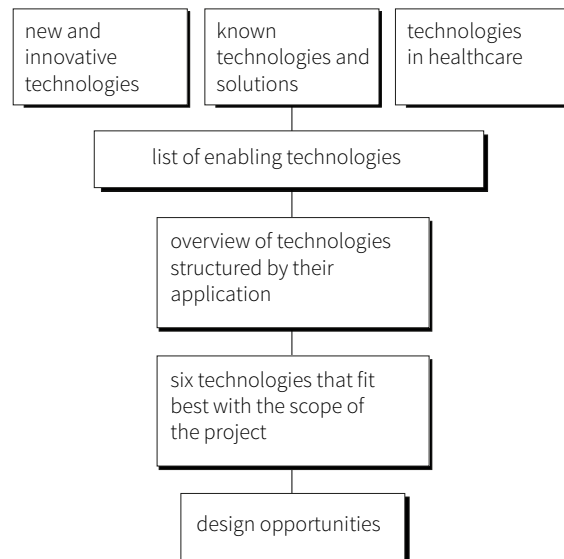 new and
innovative
technologies
known
technologies and
solutions
technologies
in healthcare
list of enabling technologies
overview of technologies
structured by their
application
six technologies that fit
best with the scope of
the project
design opportunities